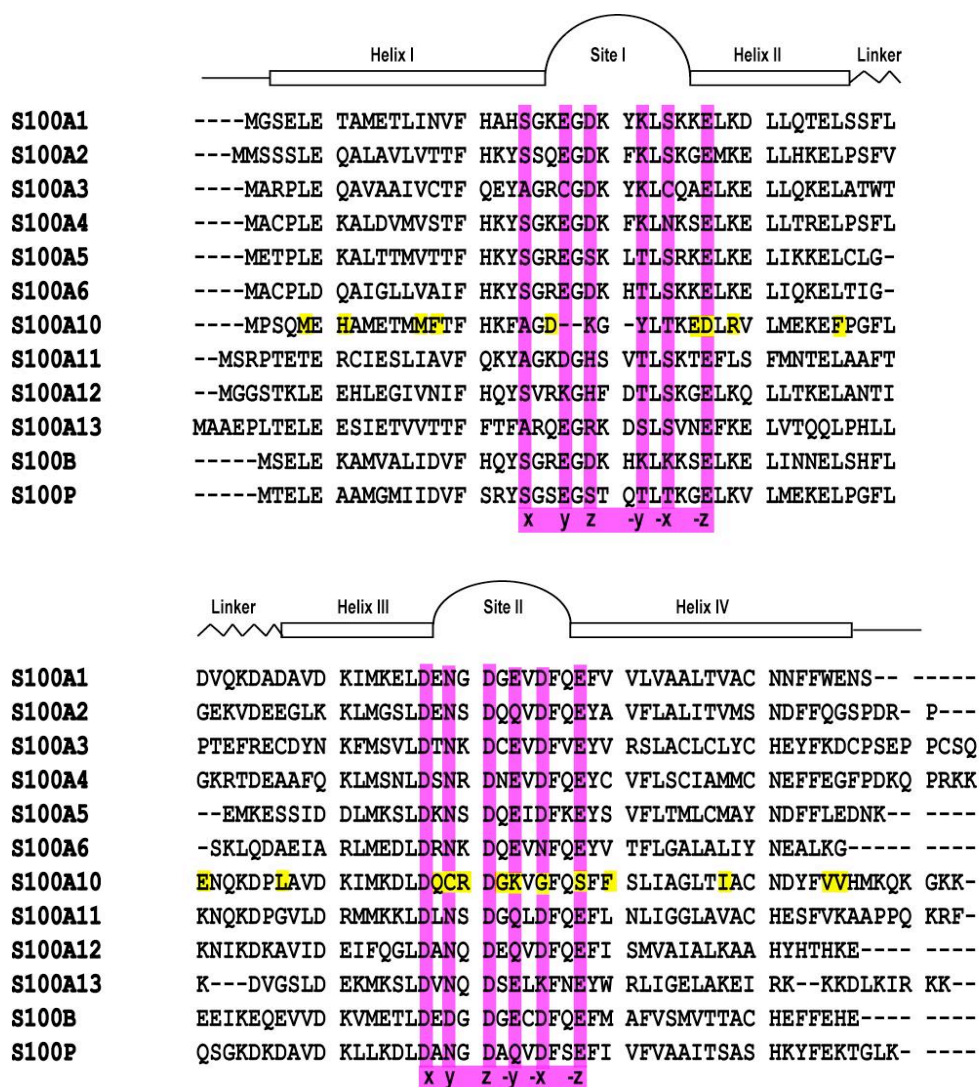 Helix I Site I Helix II Linker
S100A1 ----MGSELE TAMETLINVF HAHSGKEGDK YKLSKKELKD LLQTELSSFL
S100A2 ---MMSSSLE QALAVLVTTF HKYSSQEGDK FKLSKGEMKE LLHKELPSFV
S100A3 ----MARPLE QAVAAIVCTF QEYAGRCGDK YKLCQAELKE LLQKELATWT
S100A4 ----MACPLE KALDVMVSTF HKYSGKEGDK FKLNKSELKE LLTRELPSFL
S100A5 ----METPLE KALTTMVTTF HKYSGREGSK LTLSRKELKE LIKKELCLG-
S100A6 ----MACPLD QAIGLLVAIF HKYSGREGDK HTLSKKELKE LIQKELTIG-
S100A10 ----MPSQME HAMETMMFTF HKFAGD--KG -YLTKEDLRV LMEKEFPGFL
S100A11 --MSRPTETE RCIESLIAVF QKYAGKDGHS VTLSKTEFLS FMNTELAAFT
S100A12 --MGGSTKLE EHLEGIVNIF HQYSVRKGHF DTLSKGELKQ LLTKELANTI
S100A13 MAAEPLTELE ESIETVVTTF FTFARQEGRK DSLSVNEFKE LVTQQLPHLL
S100B -----MSELE KAMVALIDVF HQYSGREGDK HKLKKSELKE LINNELSHFL
S100P -----MTELE AAMGMIIDVF SRYSGSEGST QTLTKGELKV LMEKELPGFL
x y z -y -x -z
Linker Helix III Site II Helix IV
S100A1 DVQKDADAVD KIMKELDENG DGEVDFQEFV VLVAALTVAC NNFFWENS-- -----
S100A2 GEKVDEEGLK KLMGSLDENS DQQVDFQEYA VFLALITVMS NDFFQGSPDR- P---
S100A3 PTEFRECDYN KFMSVLDTNK DCEVDFVEYV RSLACLCLYC HEYFKDCPSEP PCSQ
S100A4 GKRTDEAAFQ KLMSNLDSNR DNEVDFQEYC VFLSCIAMMC NEFFEGFPDKQ PRKK
S100A5 --EMKESSID DLMKSLDKNS DQEIDFKEYS VFLTMLCMAY NDFFLEDNK-- ----
S100A6 -SKLQDAEIA RLMEDLDRNK DQEVNFQEYV TFLGALALIY NEALKG---- -----
S100A10 ENQKDPLAVD KIMKDLDQCR DGKVGFQSFF SLIAGLTIAC NDYFVVHMKQK GKK-
S100A11 KNQKDPGVLD RMMKKLDLNS DGQLDFQEFL NLIGGLAVAC HESFVKAAPPQ KRF-
S100A12 KNIKDKAVID EIFQGLDANQ DEQVDFQEFI SMVAIALKAA HYHTHKE---- -----
S100A13 K---DVGSLD EKMKSLDVNQ DSELKFNEYW RLIGELAKEI RK--KKDLKIR KK--
S100B EEIKEQEVVD KVMETLDEDG DGECDFQEFM AFVSMVTTAC HEFFEHE---- -----
S100P QSGKDKDAVD KLLKDLDANG DAQVDFSEFI VFVAAITSAS HKYFEKTGLK- ----
x y z -y -x -z